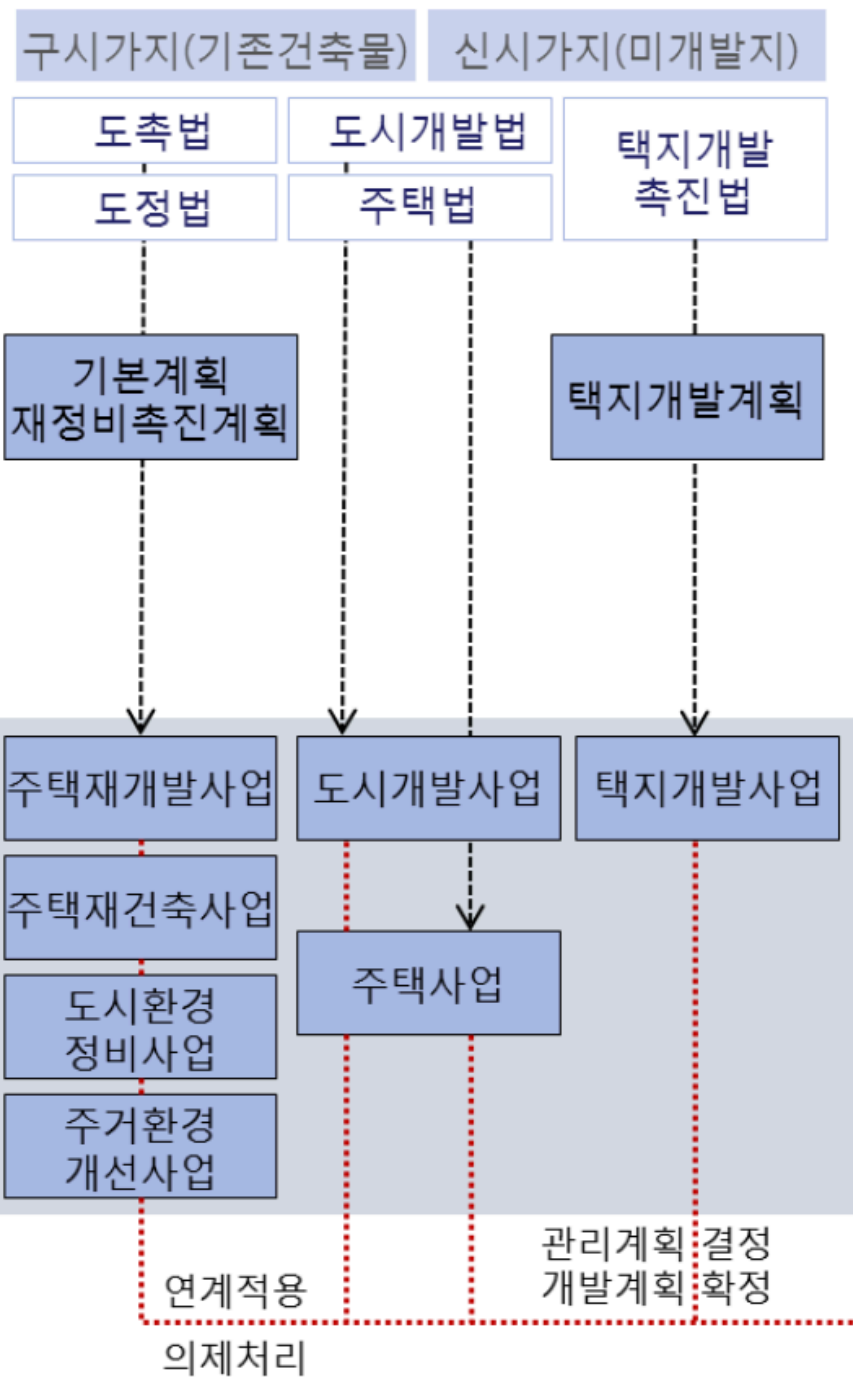 구시가지(기존건축물)
신시가지(미개발지)
도촉법
도시개발법
택지개발
촉진법
도정법
주택법
기본계획
재정비촉진계획
택지개발계획
주택재개발사업
도시개발사업
택지개발사업
주택재건축사업
주택사업
도시환경
정비사업
주거환경
개선사업
관리계획 결정
개발계획 확정
연계적용
의제처리